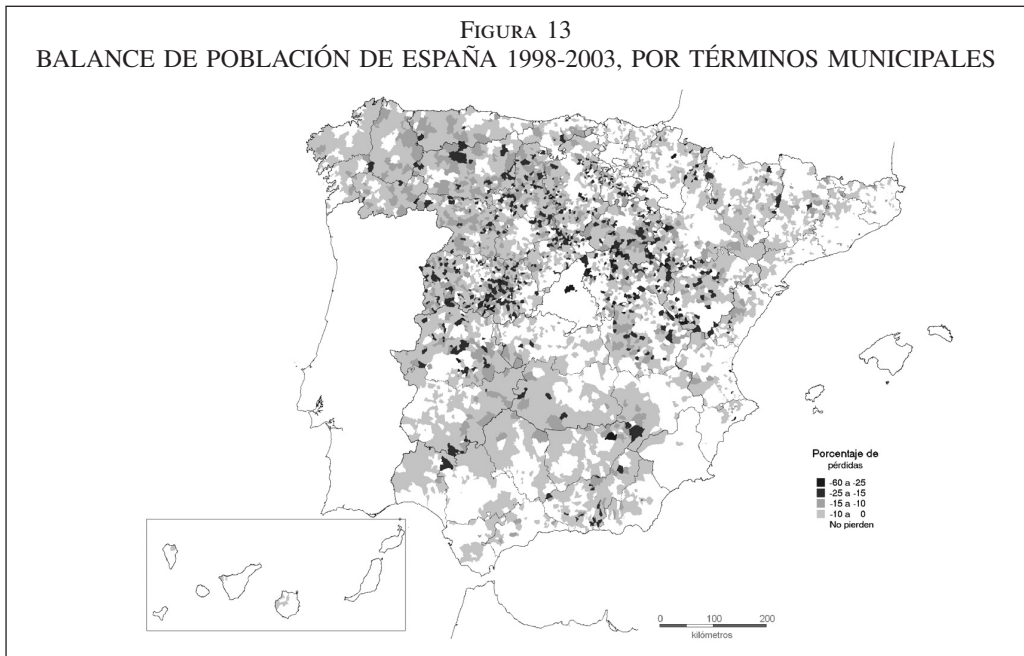 FIGURA 13
BALANCE DE POBLACIÓN DE ESPAÑA 1998-2003, POR TÉRMINOS MUNICIPALES
Porcentaje de
pérdidas
-60 a -25
-25 a -15
-15 a -10
-10 a 0
No pierden
0 100 200
kilómetros